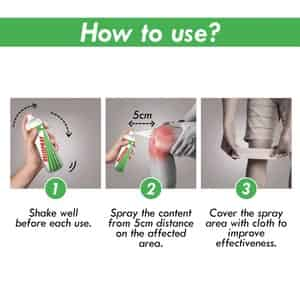 How to use?
5cm
1
2
3
Shake well
before each use.
Spray the content
from 5cm distance
on the affected
area.
Cover the spray
area with cloth to
improve
effectiveness.